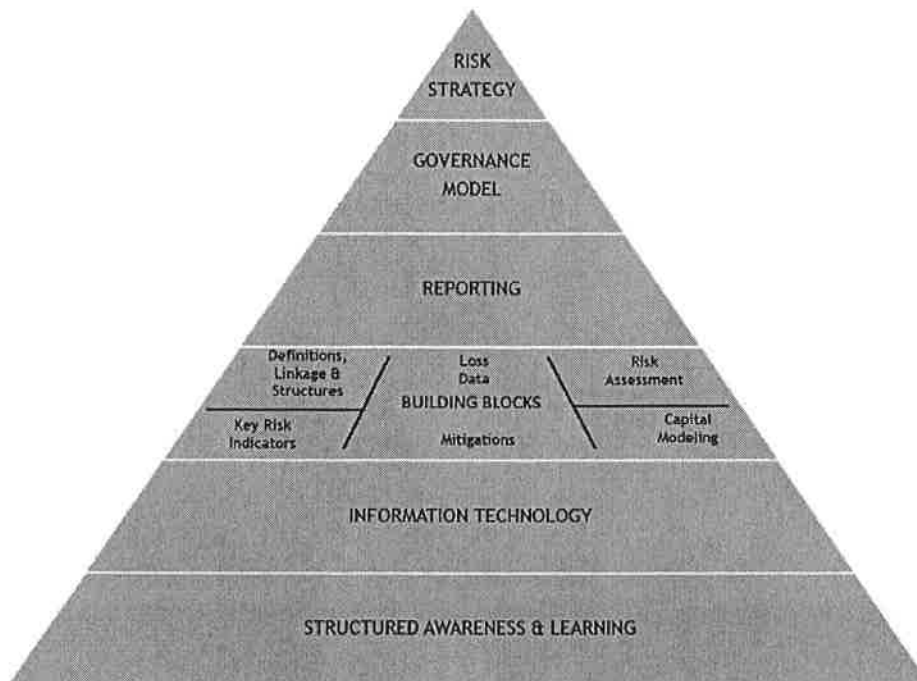 RISK
STRATEGY
GOVERNANCE
MODEL
REPORTING
Definitions,
Linkage &
Structures
Key Risk
Indicators
Loss
Data
BUILDING BLOCKS
Mitigations
Risk
Assessment
Capital
Modeling
INFORMATION TECHNOLOGY
STRUCTURED AWARENESS & LEARNING